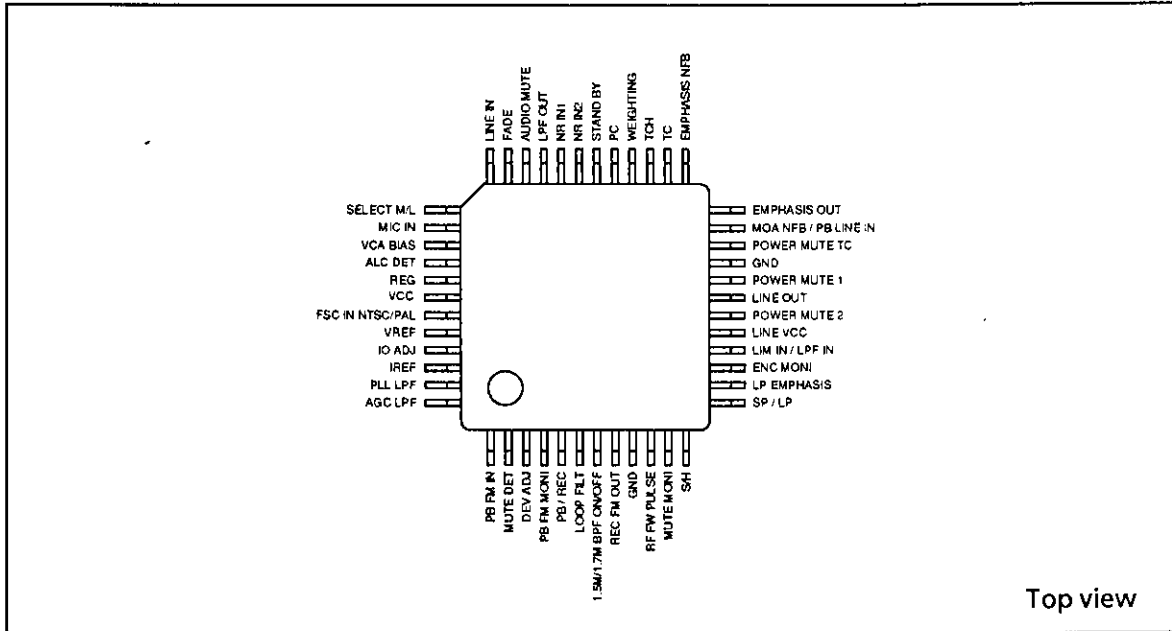 LINE IN
FADE
AUDIO MUTE
LPF OUT
NR IN1
NR IN2
STAND BY
PC
WEIGHTING
TCH
TC
EMPHASIS NFB
SELECT M/L
MIC IN
VCA BIAS
ALC DET
REG
VCC
FSC IN NTSC/PAL
VREF
IO ADJ
IREF
PLL LPF
AGC LPF
EMPHASIS OUT
MOA NFB / PB LINE IN
POWER MUTE TC
GND
POWER MUTE 1
LINE OUT
POWER MUTE 2
LINE VCC
LIM IN / LPF IN
ENC MONI
LP EMPHASIS
SP / LP
PB FM IN
MUTE DET
DEV ADJ
PB FM MONI
PB / REC
LOOP FILT
1.5M/1.7M BPF ON/OFF
REC FM OUT
GND
RF FW PULSE
MUTE MONI
S/H
Top view